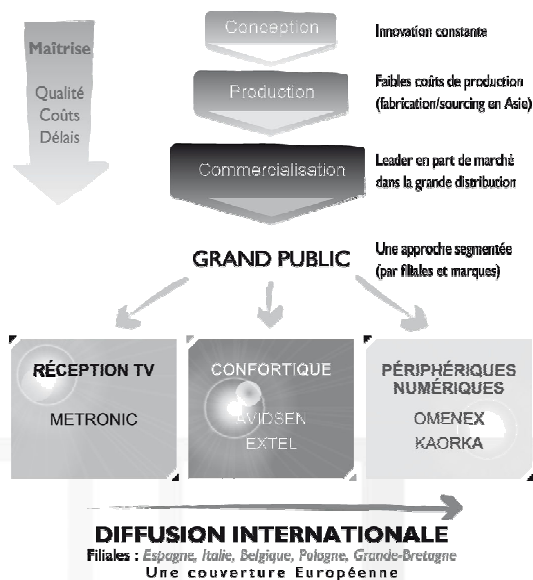 Maîtrise
Qualité
Coûts
Délais
Conception
Innovation constante
Production
Faibles coûts de production
(fabrication/sourcing en Asie)
Commercialisation
Leader en part de marché
dans la grande distribution
GRAND PUBLIC
Une approche segmentée
(par filiales et marques)
RÉCEPTION TV
METRONIC
CONFORTIQUE
AVIDSEN
EXTEL
PÉRIPHÉRIQUES
NUMÉRIQUES
OMENEX
KAORKA
DIFFUSION INTERNATIONALE
Filiales : Espagne, Italie, Belgique, Pologne, Grande-Bretagne
Une couverture Européenne